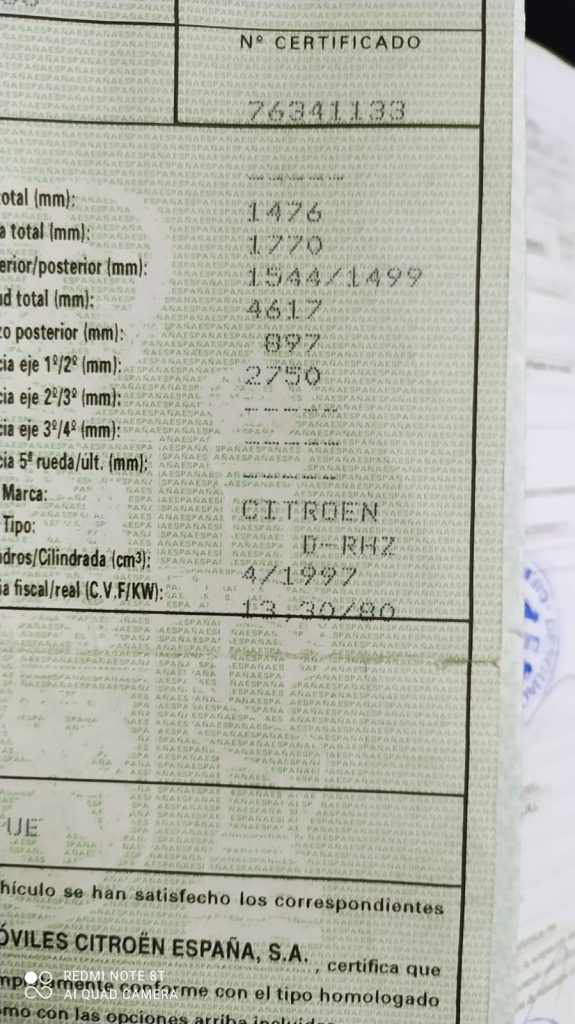 Nº CERTIFICADO
76341133
-----
otal (mm): 1476
a total (mm): 1770
erior/posterior (mm): 1544/1499
ud total (mm): 4617
zo posterior (mm): 897
cia eje 1º/2º (mm): 2750
cia eje 2º/3º (mm): -----
cia eje 3º/4º (mm): -----
cia 5ª rueda/últ. (mm): -----
Marca: CITROEN
Tipo: D-RHZ
dros/Cilindrada (cm³): 4/1997
ia fiscal/real (C.V.F/KW): 13,30/80
UE
hículo se han satisfecho los correspondientes
ÓVILES CITROËN ESPAÑA, S.A. , certifica que
conforme con el tipo homologado
omo con las opciones arriba
REDMI NOTE 8T
AI QUAD CAMERA